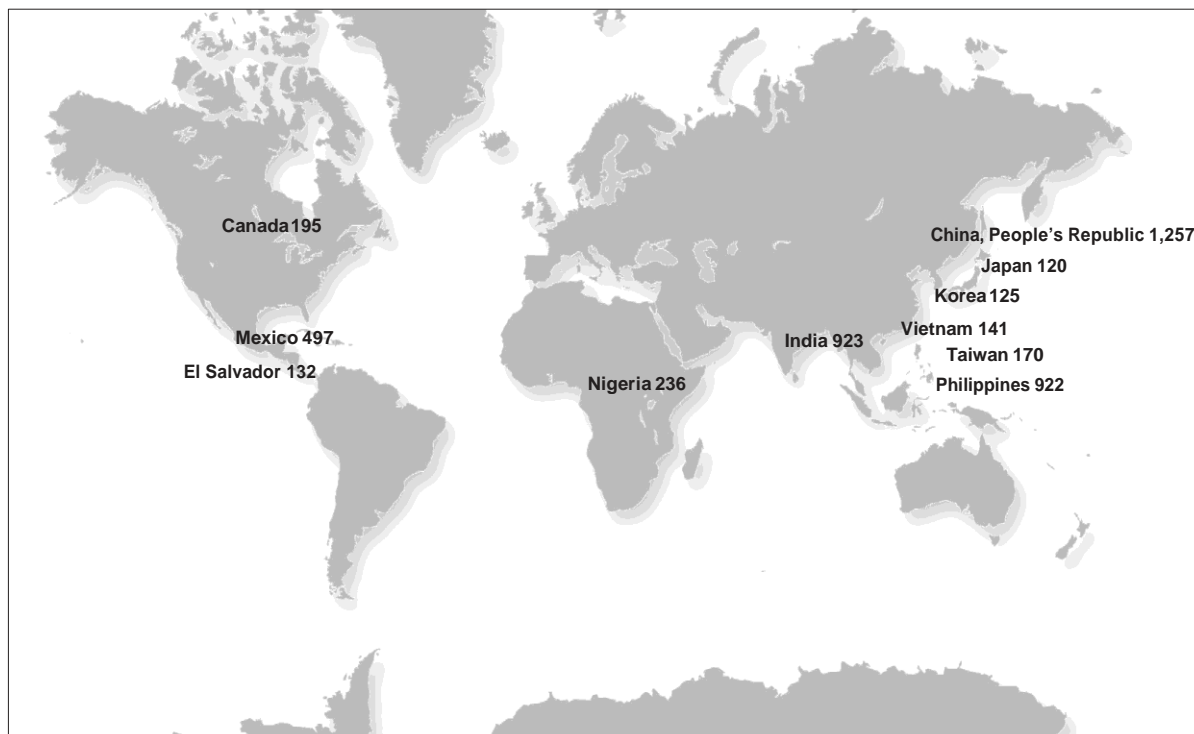 Canada 195
China, People’s Republic 1,257
Japan 120
Korea 125
Vietnam 141
Mexico 497
India 923
Taiwan 170
El Salvador 132
Nigeria 236
Philippines 922